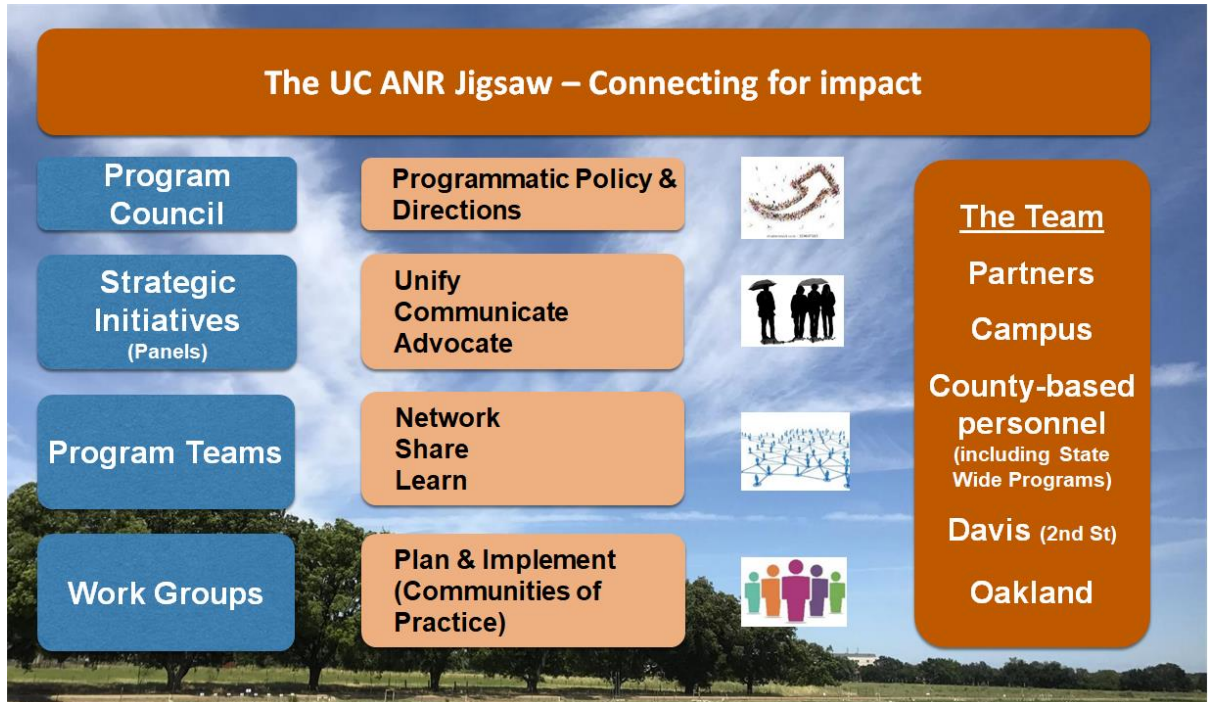 The UC ANR Jigsaw – Connecting for impact
Program
Council
Programmatic Policy &
Directions
Strategic
Initiatives
(Panels)
Unify
Communicate
Advocate
Program Teams
Network
Share
Learn
Work Groups
Plan & Implement
(Communities of
Practice)
The Team
Partners
Campus
County-based
personnel
(including State
Wide Programs)
Davis (2nd St)
Oakland